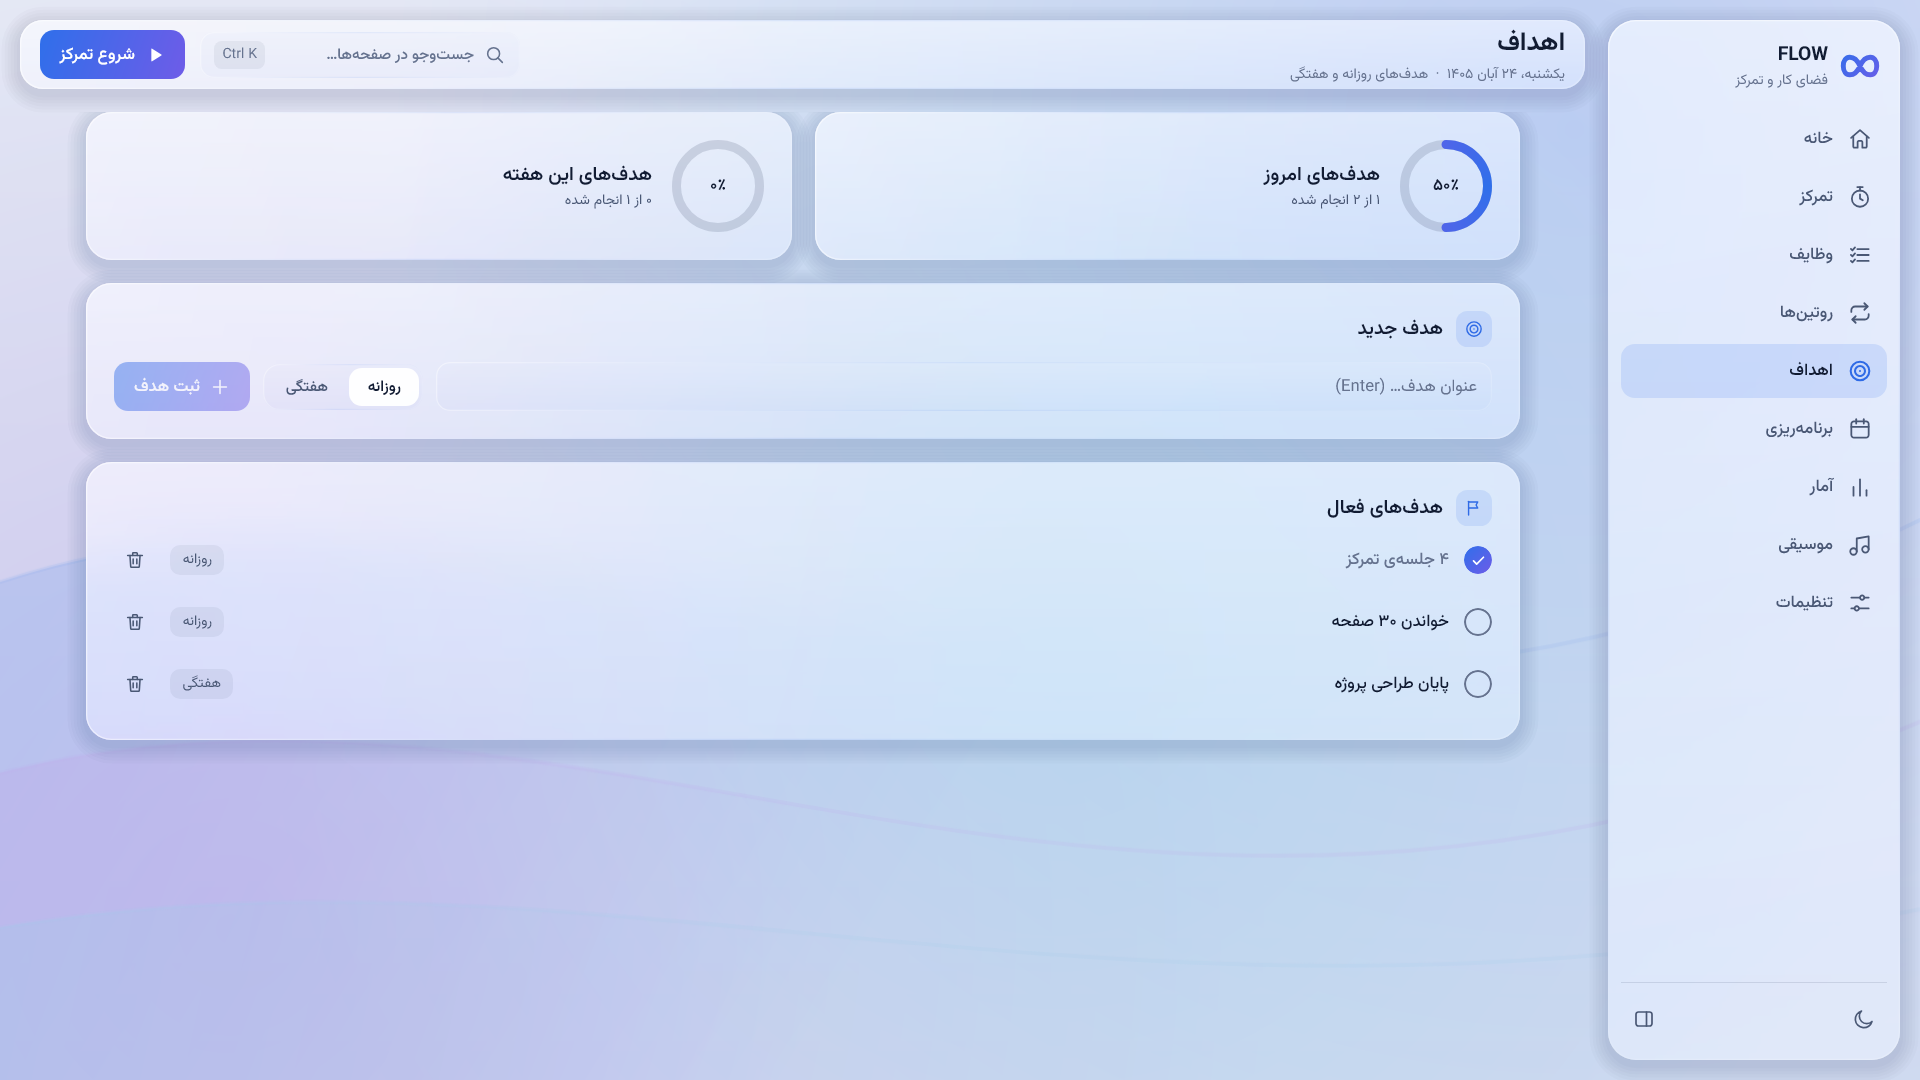 FLOW
فضای کار و تمرکز
خانه
تمرکز
وظایف
روتین‌ها
اهداف
برنامه‌ریزی
آمار
موسیقی
تنظیمات
اهداف
یکشنبه، ۲۴ آبان ۱۴۰۵ · هدف‌های روزانه و هفتگی
جست‌وجو در صفحه‌ها...
Ctrl K
شروع تمرکز
۵۰٪
هدف‌های امروز
۱ از ۲ انجام شده
۰٪
هدف‌های این هفته
۰ از ۱ انجام شده
هدف جدید
عنوان هدف... (Enter)
روزانه
هفتگی
ثبت هدف
هدف‌های فعال
۴ جلسه‌ی تمرکز
روزانه
خواندن ۳۰ صفحه
روزانه
پایان طراحی پروژه
هفتگی